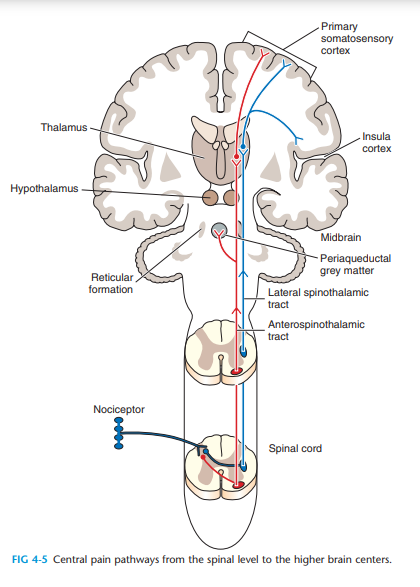 Primary
somatosensory
cortex
Thalamus
Insula
cortex
Hypothalamus
Midbrain
Periaqueductal
grey matter
Reticular
formation
Lateral spinothalamic
tract
Anterospinothalamic
tract
Nociceptor
Spinal cord
FIG 4-5 Central pain pathways from the spinal level to the higher brain centers.